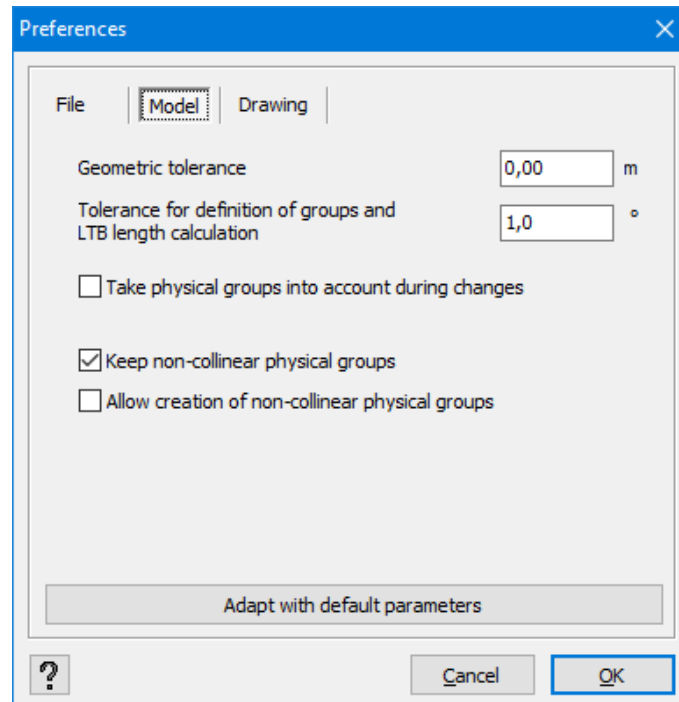 Preferences
File Model Drawing
Geometric tolerance 0,00 m
Tolerance for definition of groups and
LTB length calculation 1,0 °
Take physical groups into account during changes
Keep non-collinear physical groups
Allow creation of non-collinear physical groups
Adapt with default parameters
? Cancel OK